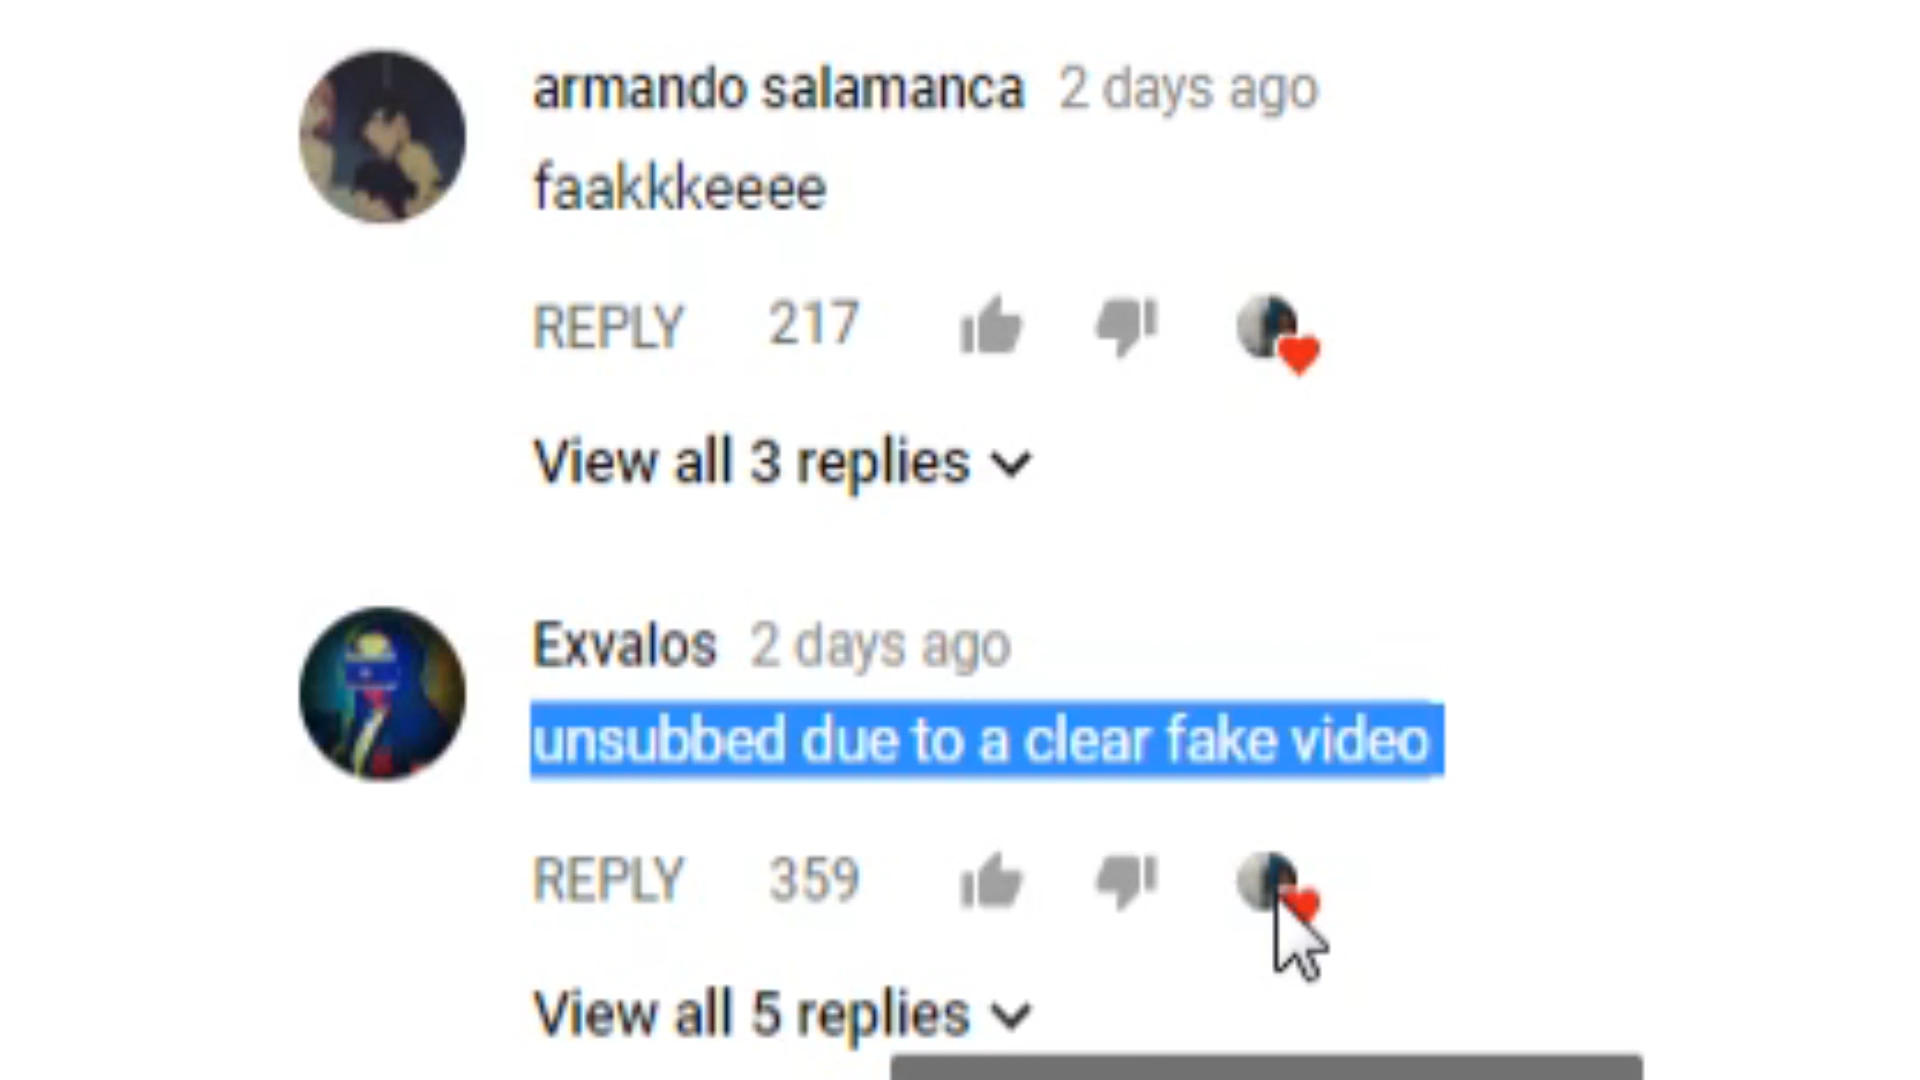 armando salamanca 2 days ago
faakkkeeee
REPLY 217
View all 3 replies
Exvalos 2 days ago
unsubbed due to a clear fake video
REPLY 359
View all 5 replies